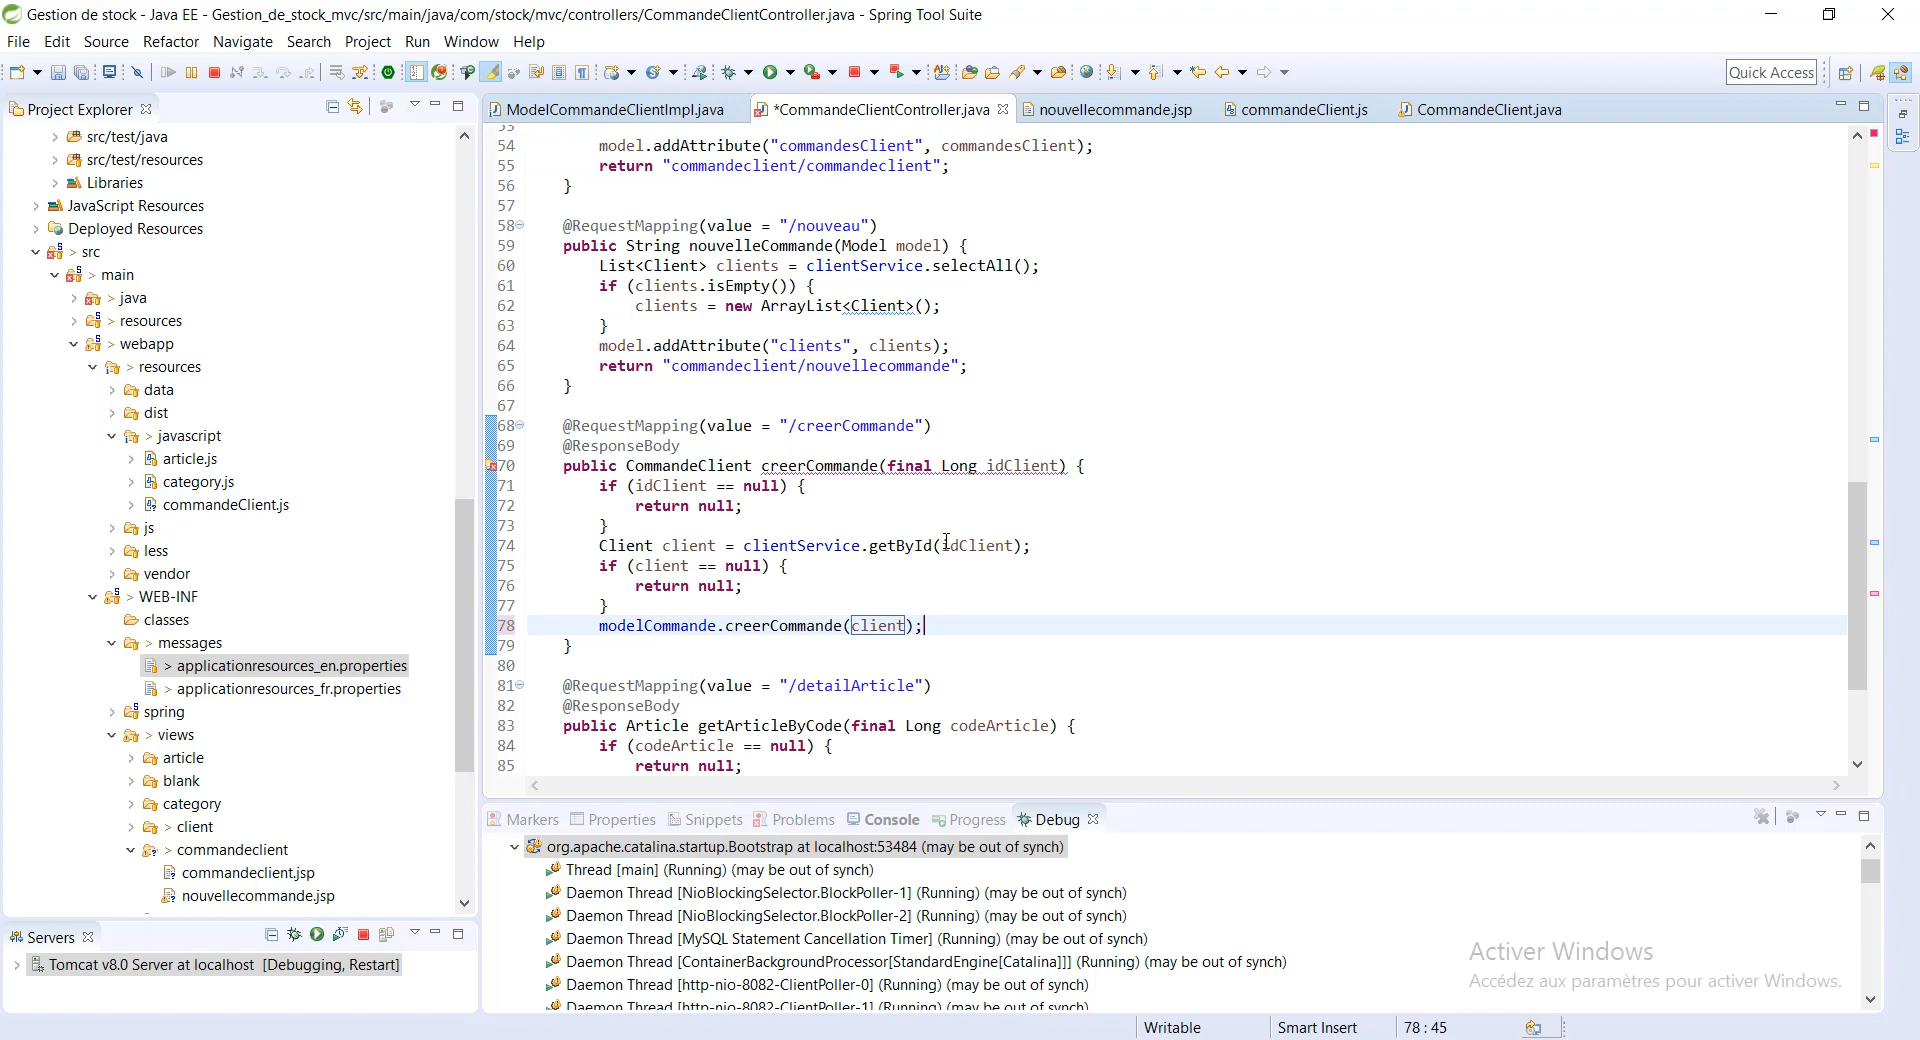 Gestion de stock - Java EE - Gestion_de_stock_mvc/src/main/java/com/stock/mvc/controllers/CommandeClientController.java - Spring Tool Suite
File Edit Source Refactor Navigate Search Project Run Window Help
Quick Access
Project Explorer
src/test/java
src/test/resources
Libraries
JavaScript Resources
Deployed Resources
> src
> main
> java
> resources
> webapp
> resources
data
dist
> javascript
article.js
category.js
commandeClient.js
js
less
vendor
> WEB-INF
classes
> messages
> applicationresources_en.properties
> applicationresources_fr.properties
spring
> views
article
blank
category
> client
> commandeclient
commandeclient.jsp
nouvellecommande.jsp
Servers
Tomcat v8.0 Server at localhost [Debugging, Restart]
ModelCommandeClientImpl.java *CommandeClientController.java nouvellecommande.jsp commandeClient.js CommandeClient.java
54 model.addAttribute("commandesClient", commandesClient);
55 return "commandeclient/commandeclient";
56 }
57
58 @RequestMapping(value = "/nouveau")
59 public String nouvelleCommande(Model model) {
60 List<Client> clients = clientService.selectAll();
61 if (clients.isEmpty()) {
62 clients = new ArrayList<Client>();
63 }
64 model.addAttribute("clients", clients);
65 return "commandeclient/nouvellecommande";
66 }
67
68 @RequestMapping(value = "/creerCommande")
69 @ResponseBody
70 public CommandeClient creerCommande(final Long idClient) {
71 if (idClient == null) {
72 return null;
73 }
74 Client client = clientService.getById(idClient);
75 if (client == null) {
76 return null;
77 }
78 modelCommande.creerCommande(client);
79 }
80
81 @RequestMapping(value = "/detailArticle")
82 @ResponseBody
83 public Article getArticleByCode(final Long codeArticle) {
84 if (codeArticle == null) {
85 return null;
Markers Properties Snippets Problems Console Progress Debug
org.apache.catalina.startup.Bootstrap at localhost:53484 (may be out of synch)
Thread [main] (Running) (may be out of synch)
Daemon Thread [NioBlockingSelector.BlockPoller-1] (Running) (may be out of synch)
Daemon Thread [NioBlockingSelector.BlockPoller-2] (Running) (may be out of synch)
Daemon Thread [MySQL Statement Cancellation Timer] (Running) (may be out of synch)
Daemon Thread [ContainerBackgroundProcessor[StandardEngine[Catalina]]] (Running) (may be out of synch)
Daemon Thread [http-nio-8082-ClientPoller-0] (Running) (may be out of synch)
Daemon Thread [http-nio-8082-ClientPoller-1] (Running) (may be out of synch)
Activer Windows
Accédez aux paramètres pour activer Windows.
Writable Smart Insert 78 : 45